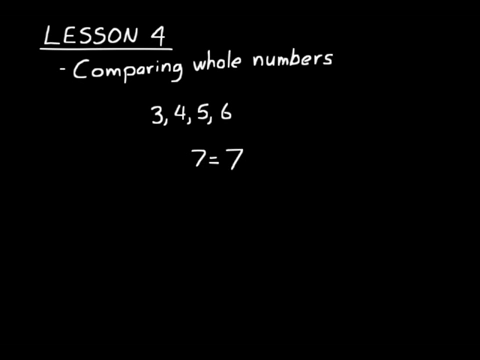 LESSON 4
- Comparing whole numbers
3, 4, 5, 6
7 = 7